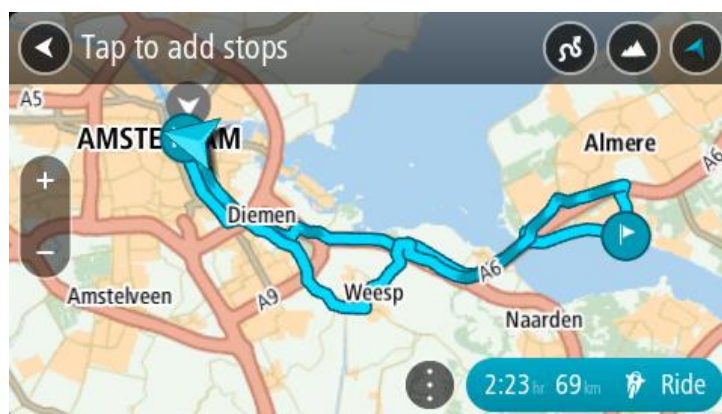 Tap to add stops
A5
AMSTE AM
Almere
A6
+
Diemen
−
A6
Amstelveen
A9
Weesp
Naarden
2:23 hr 69 km Ride